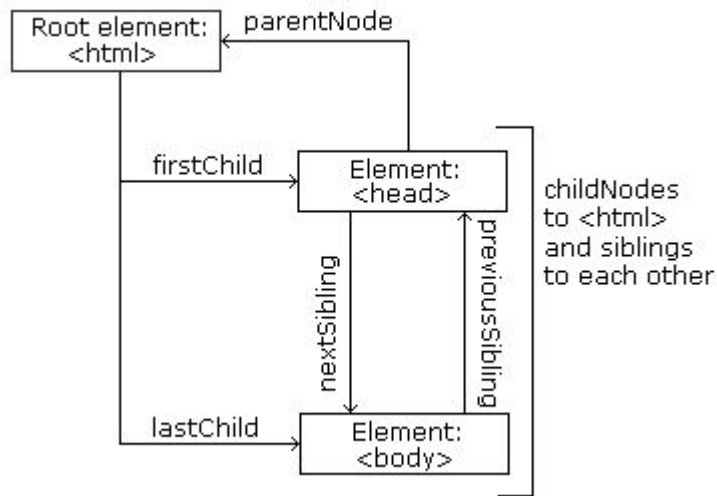 Root element:
<html>
parentNode
firstChild
Element:
<head>
childNodes
to <html>
and siblings
to each other
nextSibling
previousSibling
lastChild
Element:
<body>